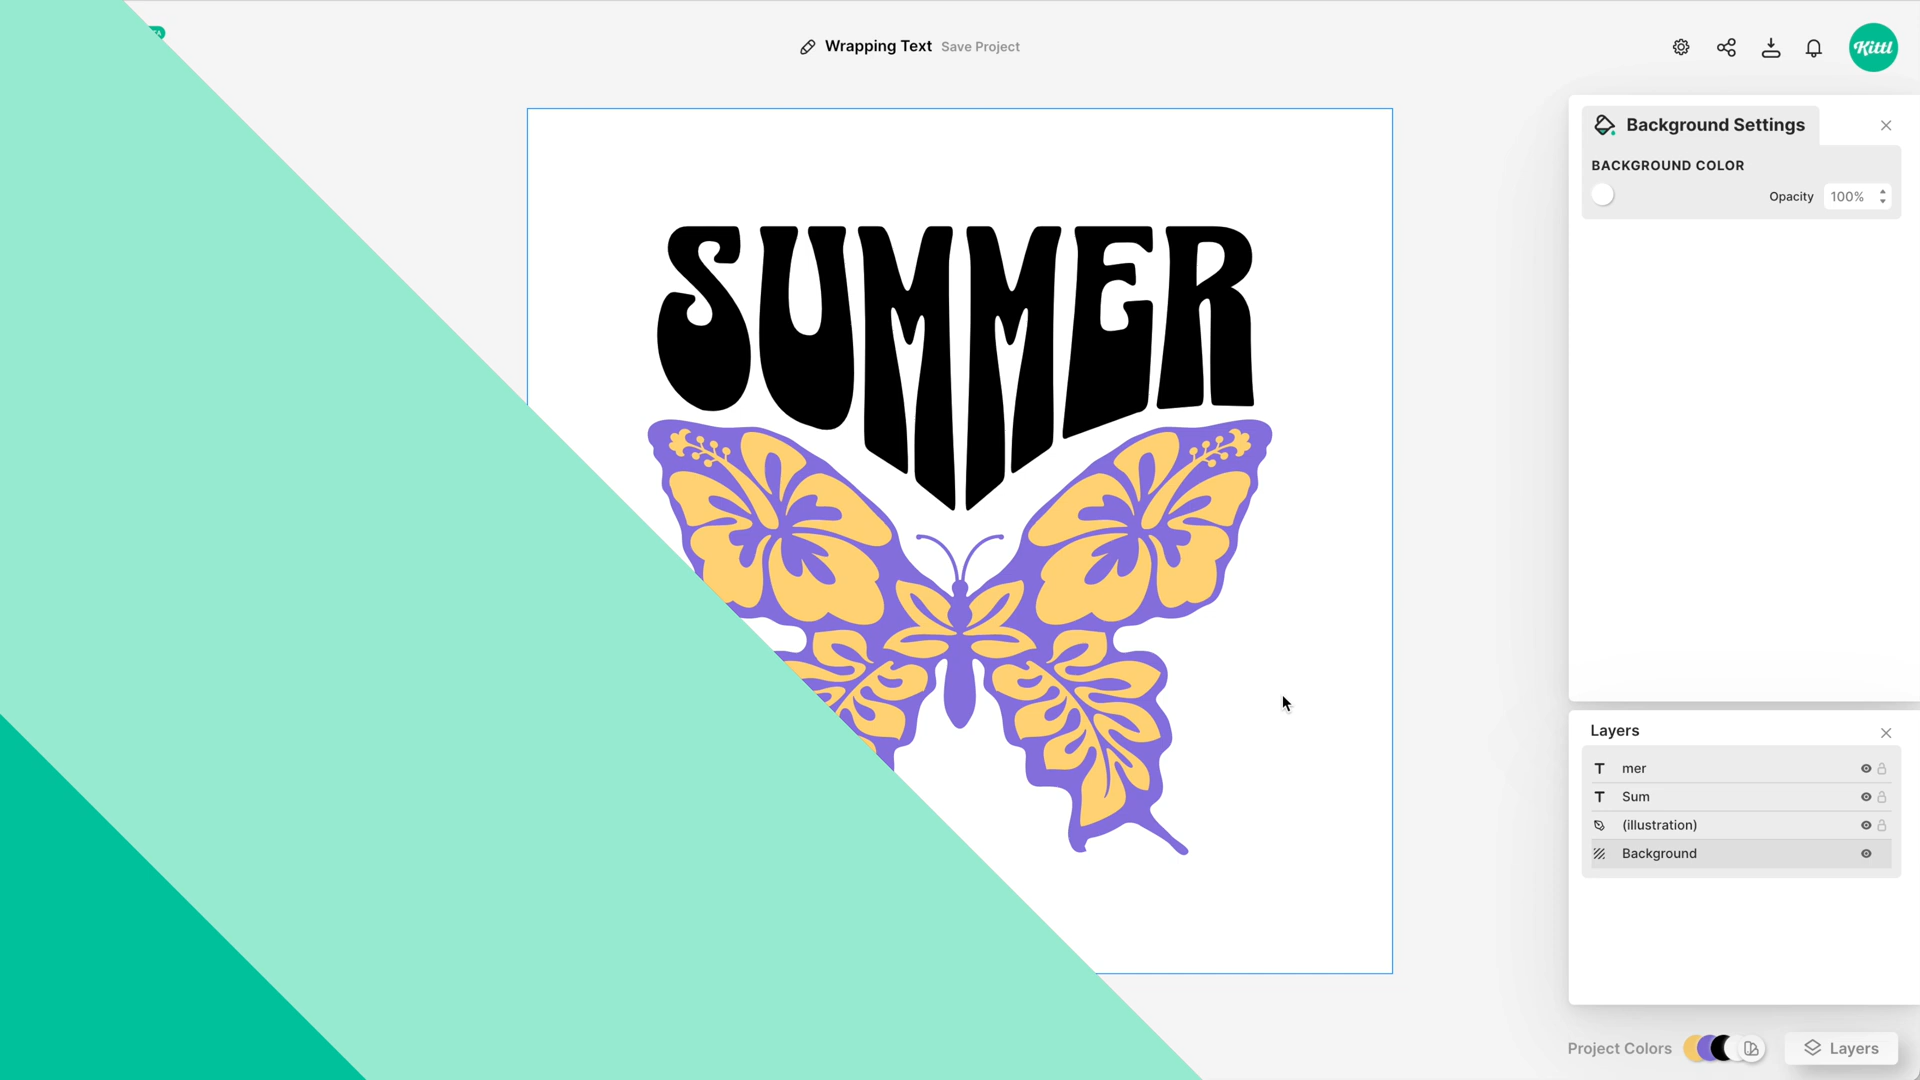 Wrapping Text Save Project
Kittl
Background Settings
BACKGROUND COLOR
Opacity 100%
SUMMER
Layers
mer
Sum
(illustration)
Background
Project Colors
Layers